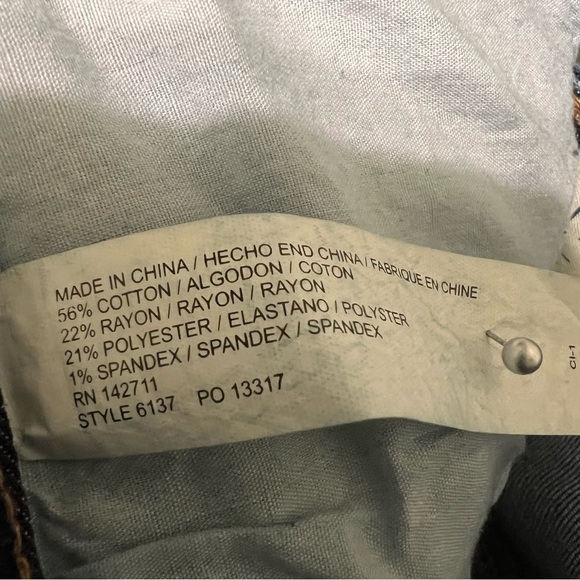 MADE IN CHINA / HECHO END CHINA / FABRIQUE EN CHINE
56% COTTON / ALGODON / COTON
22% RAYON / RAYON / RAYON
21% POLYESTER / ELASTANO / POLYSTER
1% SPANDEX / SPANDEX / SPANDEX
RN 142711
STYLE 6137 PO 13317
CI-1